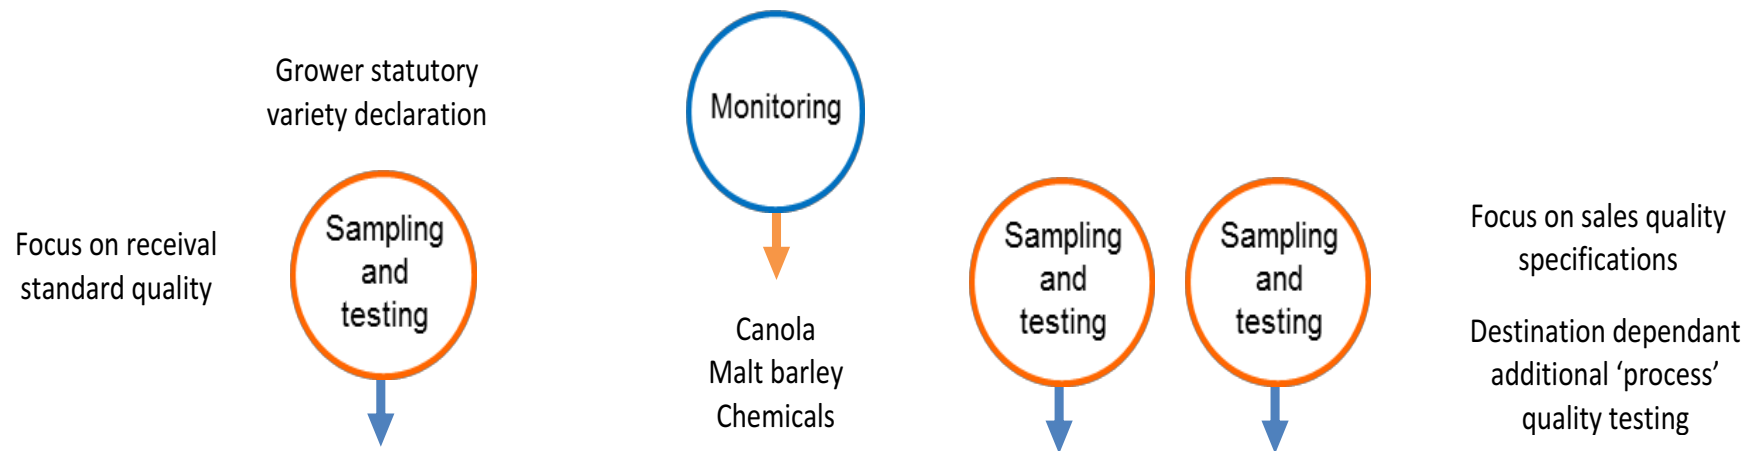 Grower statutory
variety declaration
Focus on receival
standard quality
Sampling
and
testing
Monitoring
Canola
Malt barley
Chemicals
Sampling
and
testing
Sampling
and
testing
Focus on sales quality
specifications
Destination dependant
additional ‘process’
quality testing